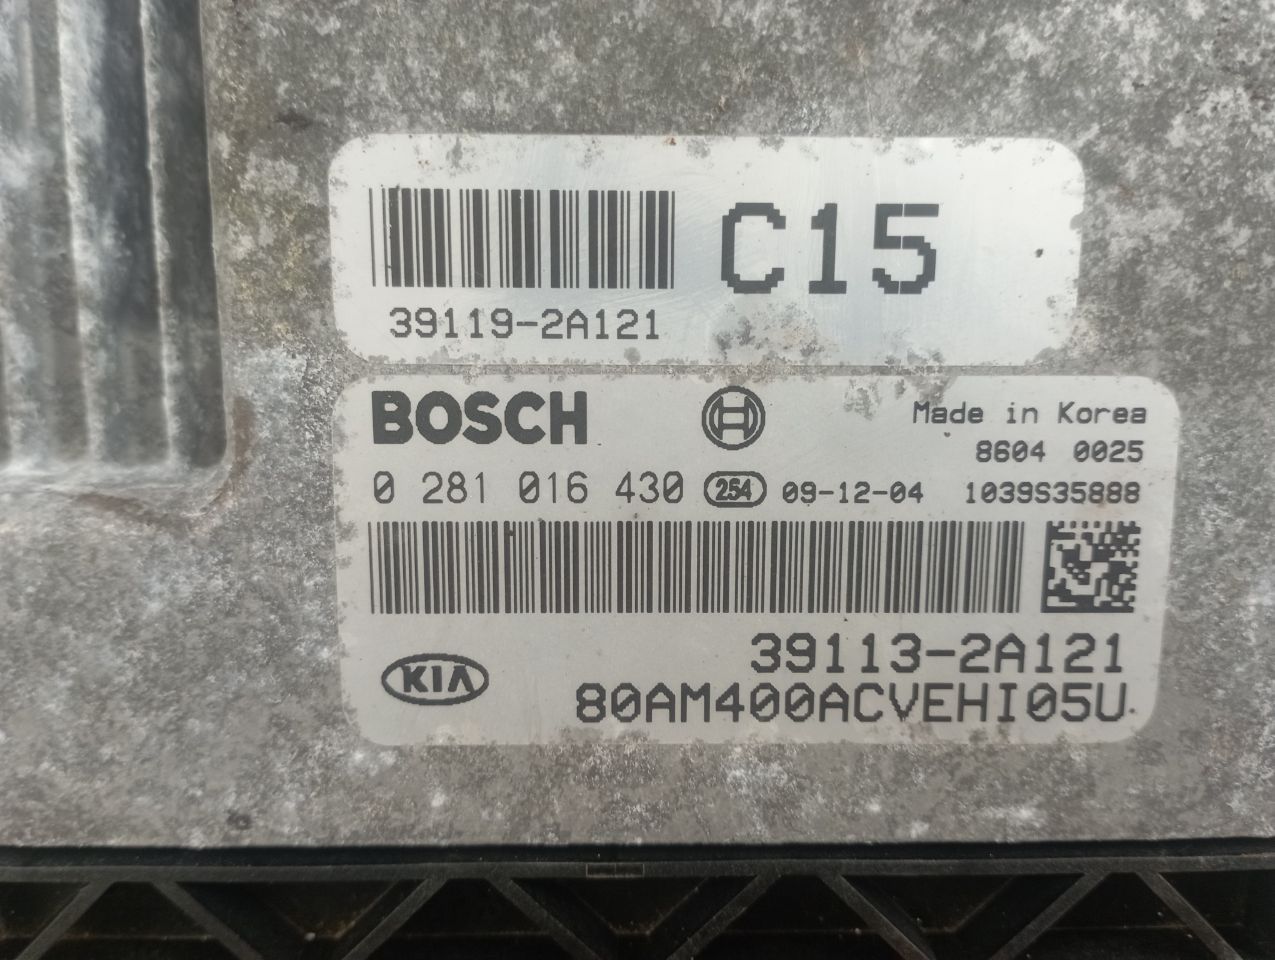 C15
39119-2A121
BOSCH
Made in Korea
8604 0025
0 281 016 430 254 09-12-04 1039S35888
39113-2A121
KIA
80AM400ACVEHI05U